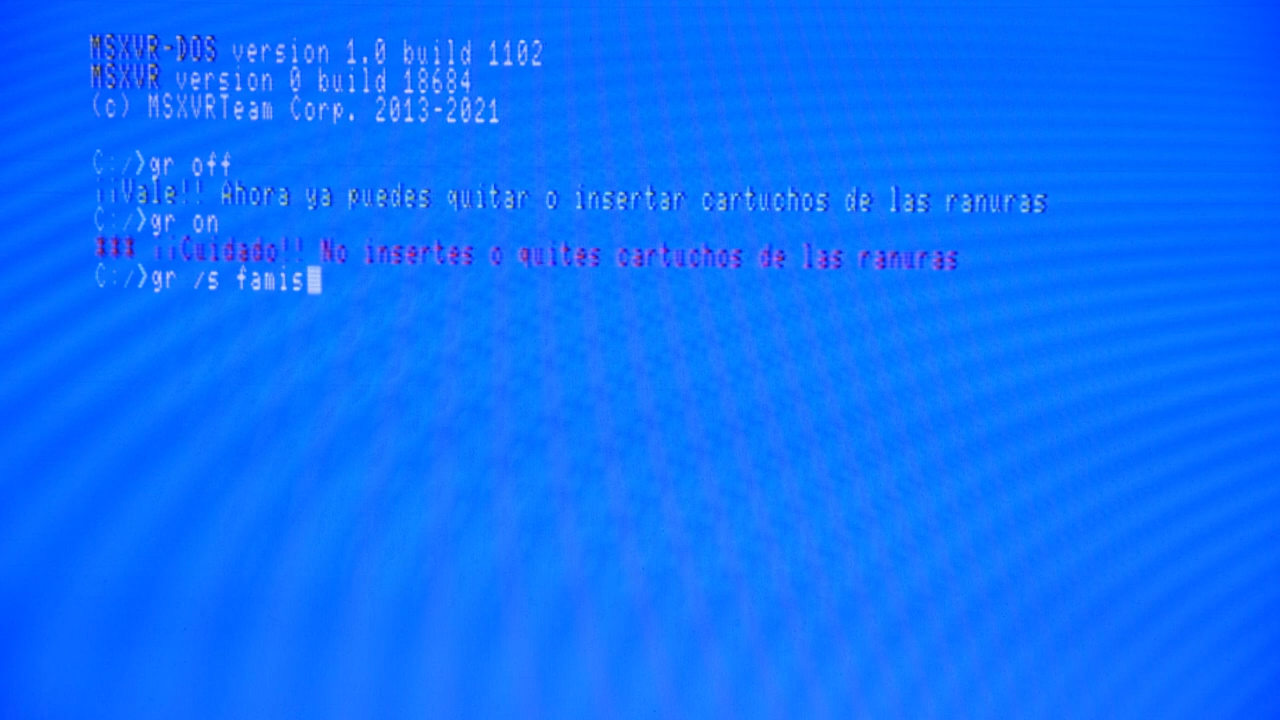 MSXVR-DOS version 1.0 build 1102
MSXVR version 0 build 18684
(c) MSXVRTeam Corp. 2013-2021
C:/>gr off
¡¡Vale!! Ahora ya puedes quitar o insertar cartuchos de las ranuras
C:/>gr on
*** ¡¡Cuidado!! No insertes o quites cartuchos de las ranuras
C:/>gr /s famis